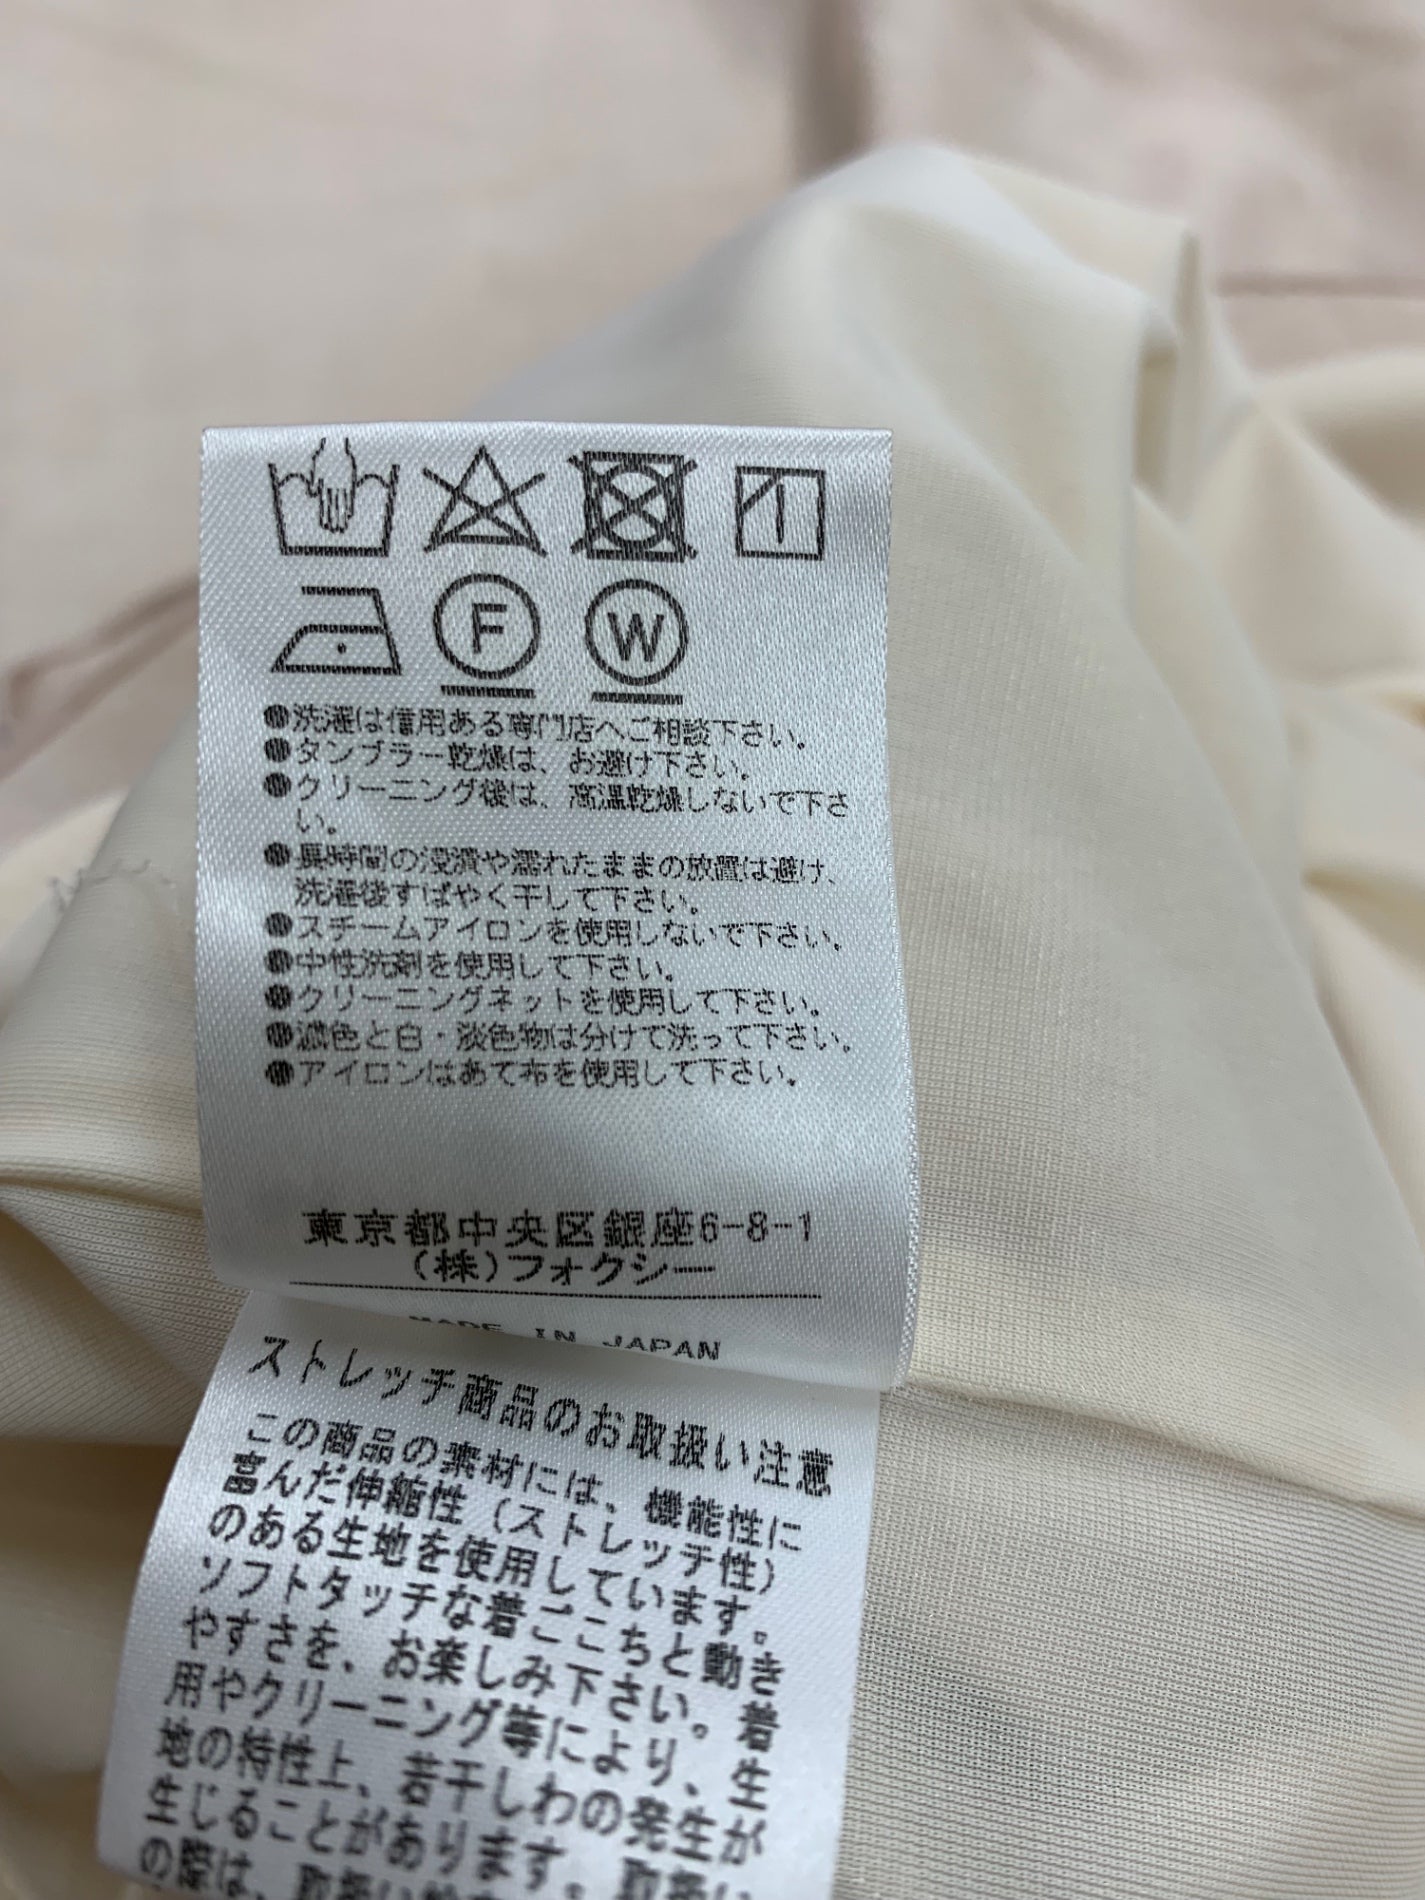 F W
●洗濯は信用ある専門店へご相談下さい。
●タンブラー乾燥は、お避け下さい。
●クリーニング後は、高温乾燥しないで下さ
い。
●長時間の浸漬や濡れたままの放置は避け、
洗濯後すばやく干して下さい。
●スチームアイロンを使用しないで下さい。
●中性洗剤を使用して下さい。
●クリーニングネットを使用して下さい。
●濃色と白・淡色物は分けて洗って下さい。
●アイロンはあて布を使用して下さい。
東京都中央区銀座6-8-1
(株)フォクシー
MADE IN JAPAN
ストレッチ商品のお取扱い注意
この商品の素材には、機能性に
富んだ伸縮性(ストレッチ性)
のある生地を使用しています。
ソフトタッチな着ごこちと動き
やすさを、お楽しみ下さい。着
用やクリーニング等により、生
地の特性上、若干しわの発生が
生じることがあります。取扱い
の際は、取扱い